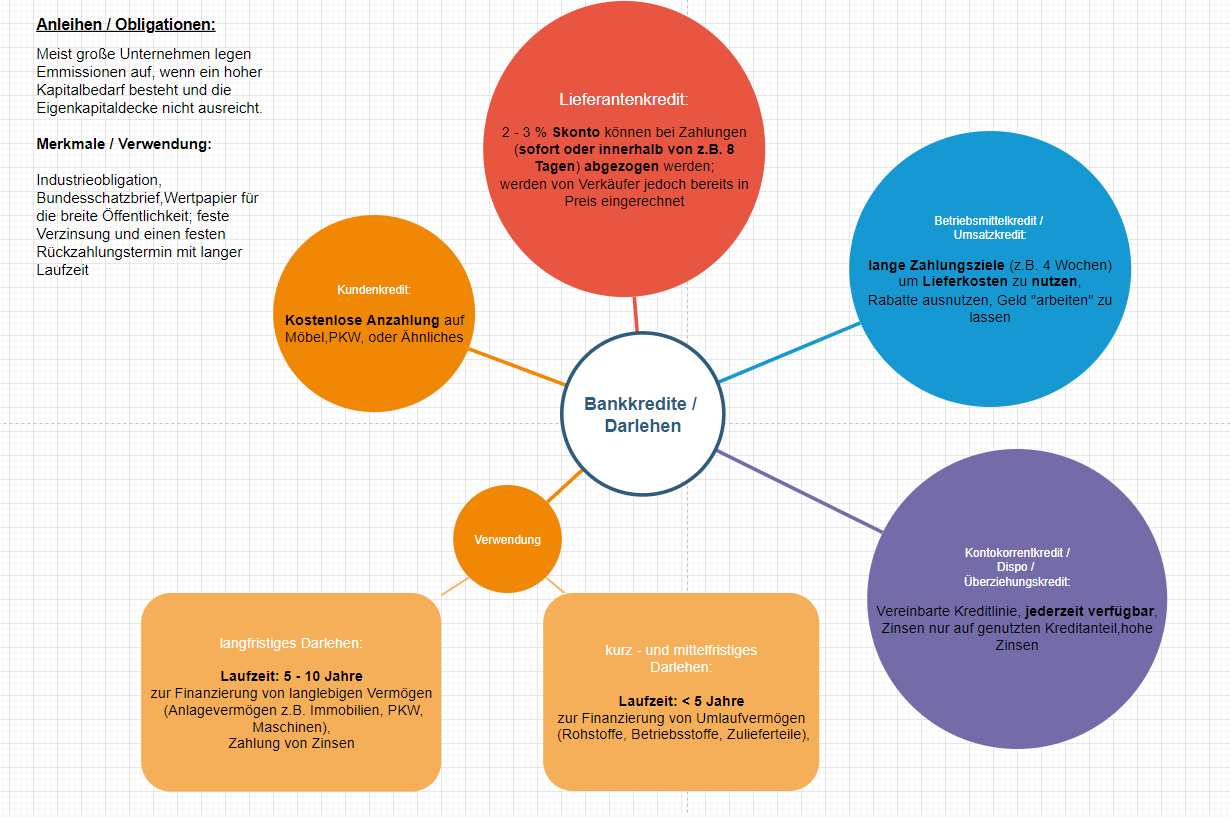 Anleihen / Obligationen:
Meist große Unternehmen legen
Emmissionen auf, wenn ein hoher
Kapitalbedarf besteht und die
Eigenkapitaldecke nicht ausreicht.
Merkmale / Verwendung:
Industrieobligation,
Bundesschatzbrief,Wertpapier für
die breite Öffentlichkeit; feste
Verzinsung und einen festen
Rückzahlungstermin mit langer
Laufzeit
Lieferantenkredit:
2 - 3 % Skonto können bei Zahlungen
(sofort oder innerhalb von z.B. 8
Tagen) abgezogen werden;
werden von Verkäufer jedoch bereits in
Preis eingerechnet
Betriebsmittelkredit /
Umsatzkredit:
lange Zahlungsziele (z.B. 4 Wochen)
um Lieferkosten zu nutzen,
Rabatte ausnutzen, Geld "arbeiten" zu
lassen
Kundenkredit:
Kostenlose Anzahlung auf
Möbel,PKW, oder Ähnliches
Bankkredite /
Darlehen
Verwendung
Kontokorrentkredit /
Dispo /
Überziehungskredit:
Vereinbarte Kreditlinie, jederzeit verfügbar,
Zinsen nur auf genutzten Kreditanteil,hohe
Zinsen
langfristiges Darlehen:
Laufzeit: 5 - 10 Jahre
zur Finanzierung von langlebigen Vermögen
(Anlagevermögen z.B. Immobilien, PKW,
Maschinen),
Zahlung von Zinsen
kurz - und mittelfristiges
Darlehen:
Laufzeit: < 5 Jahre
zur Finanzierung von Umlaufvermögen
(Rohstoffe, Betriebsstoffe, Zulieferteile),